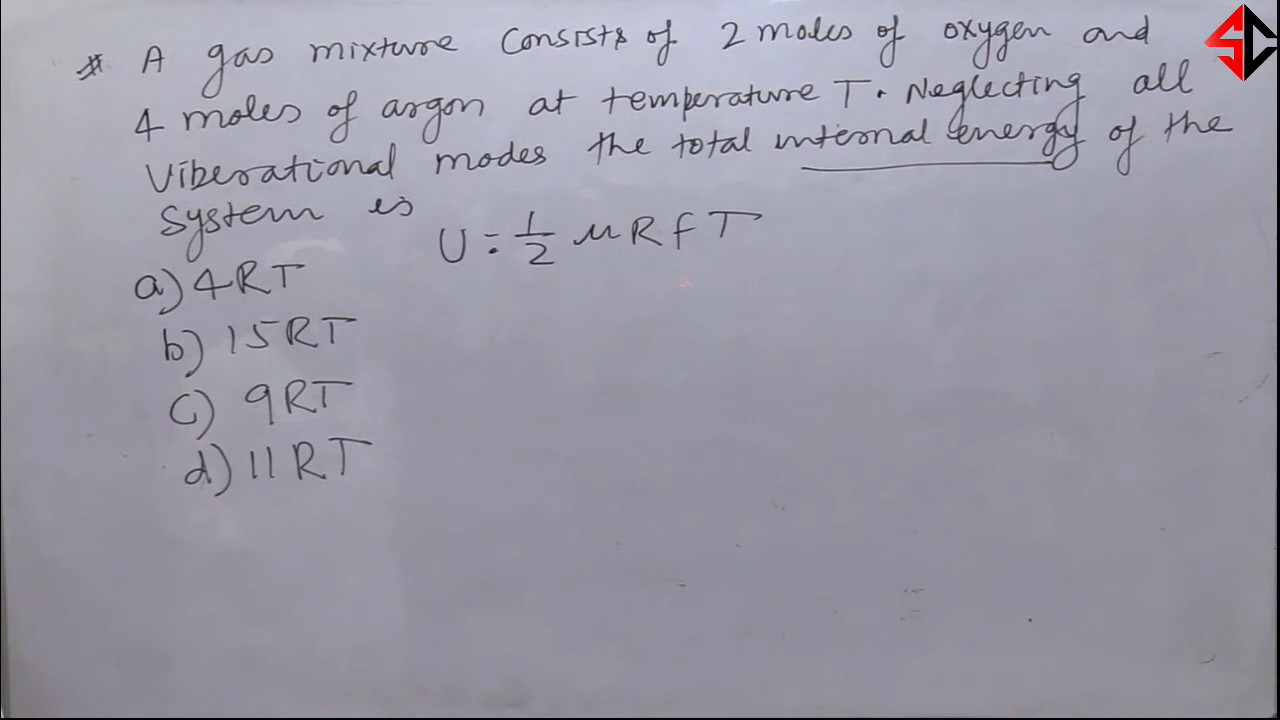 * A gas mixture consists of 2 moles of oxygen and
4 moles of argon at temperature T. Neglecting all
Viberational modes the total internal energy of the
System is
U = 1/2 μ R f T
a) 4RT
b) 15RT
c) 9RT
d) 11RT
SC